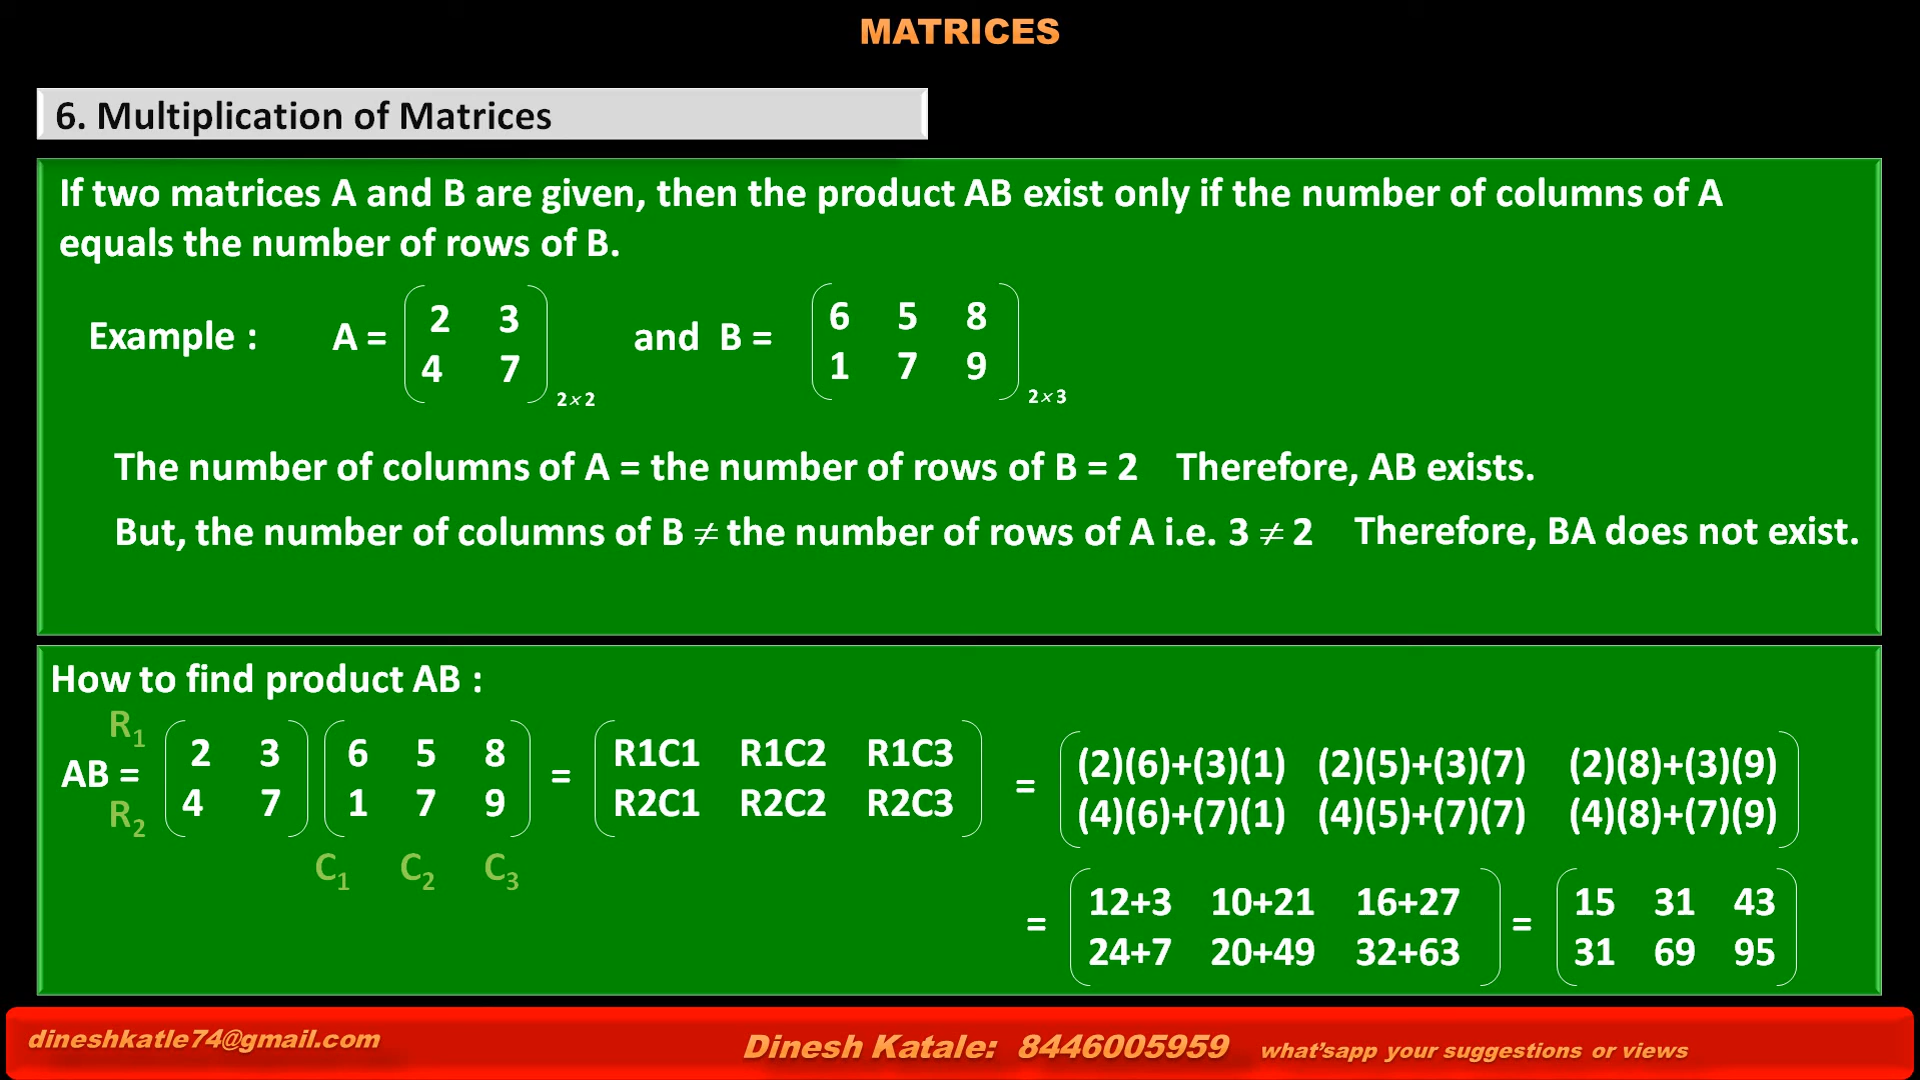 MATRICES
6. Multiplication of Matrices
If two matrices A and B are given, then the product AB exist only if the number of columns of A
equals the number of rows of B.
Example : A = 2 3 and B = 6 5 8
4 7 1 7 9
2×2 2×3
The number of columns of A = the number of rows of B = 2 Therefore, AB exists.
But, the number of columns of B ≠ the number of rows of A i.e. 3 ≠ 2 Therefore, BA does not exist.
How to find product AB :
R1
AB = 2 3 6 5 8 = R1C1 R1C2 R1C3 = (2)(6)+(3)(1) (2)(5)+(3)(7) (2)(8)+(3)(9)
R2 4 7 1 7 9 R2C1 R2C2 R2C3 (4)(6)+(7)(1) (4)(5)+(7)(7) (4)(8)+(7)(9)
C1 C2 C3
= 12+3 10+21 16+27 = 15 31 43
24+7 20+49 32+63 31 69 95
dineshkatle74@gmail.com Dinesh Katale: 8446005959 what'sapp your suggestions or views